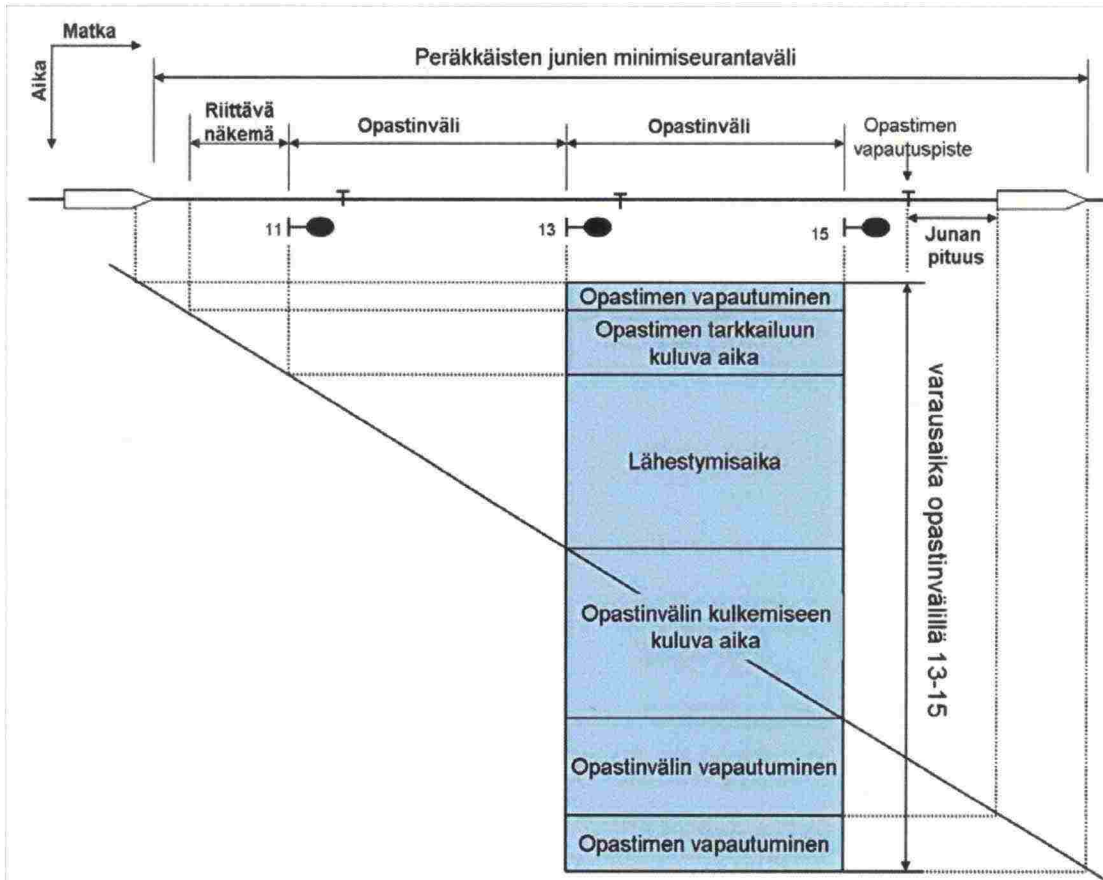 Matka
Aika
Peräkkäisten junien minimiseurantaväli
Riittävä
näkemä
Opastinväli
Opastinväli
Opastimen
vapautuspiste
11
13
15
Junan
pituus
Opastimen vapautuminen
Opastimen tarkkailuun
kuluva aika
Lähestymisaika
Opastinvälin kulkemiseen
kuluva aika
Opastinvälin vapautuminen
Opastimen vapautuminen
varausaika opastinvälillä 13-15